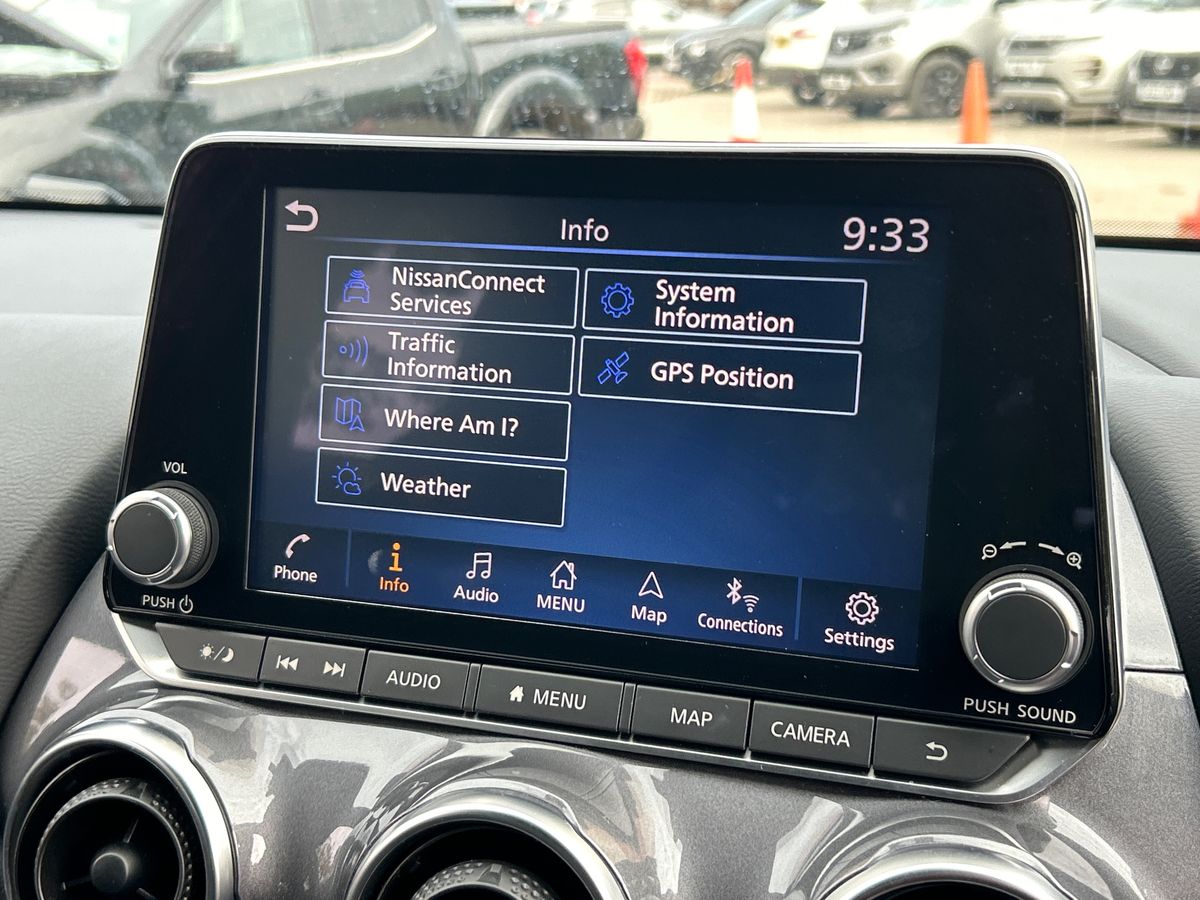 Info
9:33
NissanConnect
Services
System
Information
Traffic
Information
GPS Position
Where Am I?
Weather
Phone
Info
Audio
MENU
Map
Connections
Settings
VOL
PUSH
PUSH SOUND
AUDIO
MENU
MAP
CAMERA